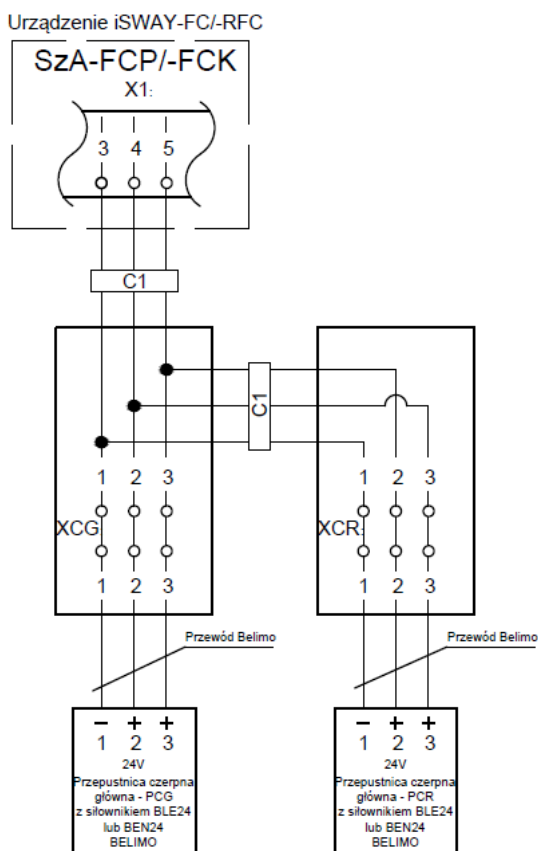 Urządzenie iSWAY-FC/-RFC
SzA-FCP/-FCK
X1:
3 4 5
C1
C1
1 2 3
1 2 3
XCG
XCR:
1 2 3
1 2 3
Przewód Belimo
Przewód Belimo
− + +
1 2 3
24V
Przepustnica czerpna
główna - PCG
z siłownikiem BLE24
lub BEN24
BELIMO
− + +
1 2 3
24V
Przepustnica czerpna
główna - PCR
z siłownikiem BLE24
lub BEN24
BELIMO